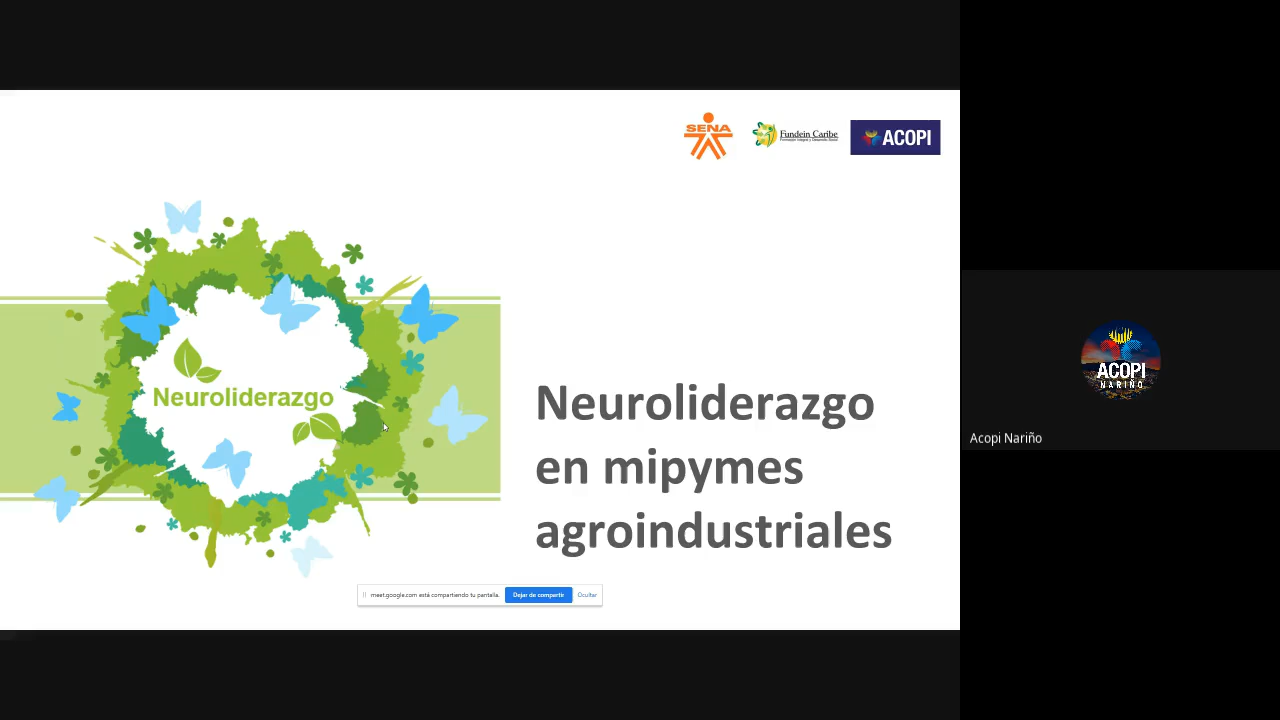 SENA
Fundein Caribe
ACOPI
Neuroliderazgo
Neuroliderazgo
en mipymes
agroindustriales
ACOPI
NARIÑO
Acopi Nariño
meet.google.com está compartiendo tu pantalla.
Dejar de compartir
Ocultar